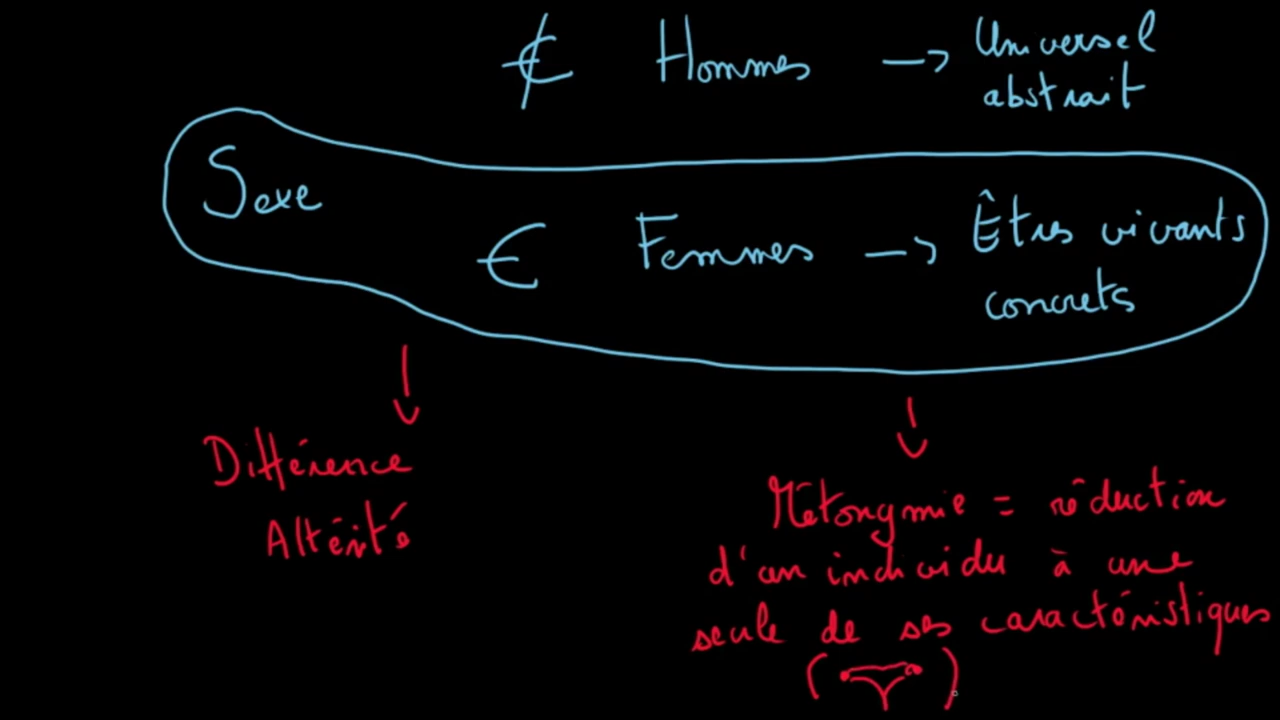 ∉ Hommes → Universel
abstrait
Sexe
∈ Femmes → Êtres vivants
concrets
↓
Différence
Altérité
↓
Métonymie = réduction
d'un individu à une
seule de ses caractéristiques
( )